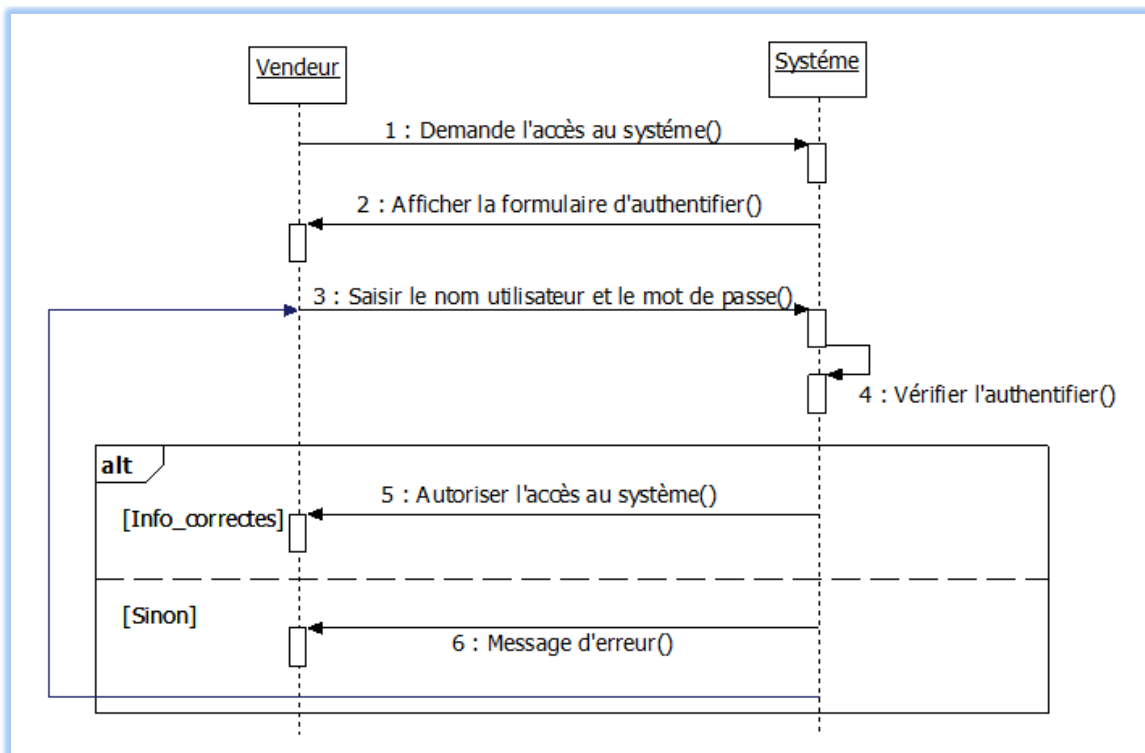 Vendeur
Systéme
1 : Demande l'accès au systéme()
2 : Afficher la formulaire d'authentifier()
3 : Saisir le nom utilisateur et le mot de passe()
4 : Vérifier l'authentifier()
alt
5 : Autoriser l'accès au système()
[Info_correctes]
[Sinon]
6 : Message d'erreur()